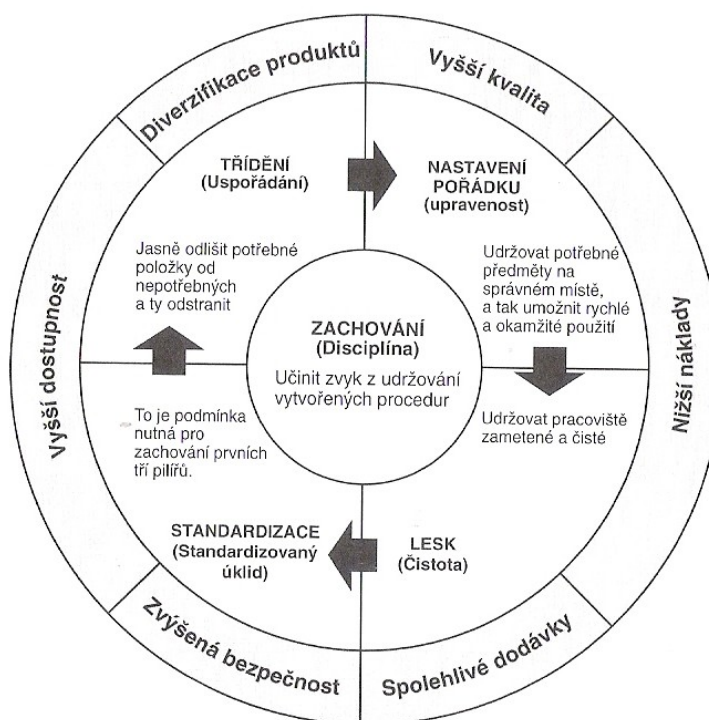 Diverzifikace produktů
Vyšší kvalita
Nižší náklady
Spolehlivé dodávky
Zvýšená bezpečnost
Vyšší dostupnost
TŘÍDĚNÍ
(Uspořádání)
Jasně odlišit potřebné
položky od
nepotřebných
a ty odstranit
NASTAVENÍ
POŘÁDKU
(upravenost)
Udržovat potřebné
předměty na
správném místě,
a tak umožnit rychlé
a okamžité použití
ZACHOVÁNÍ
(Disciplína)
Učinit zvyk z udržování
vytvořených procedur
Udržovat pracoviště
zametené a čisté
LESK
(Čistota)
To je podmínka
nutná pro
zachování prvních
tří pilířů.
STANDARDIZACE
(Standardizovaný
úklid)